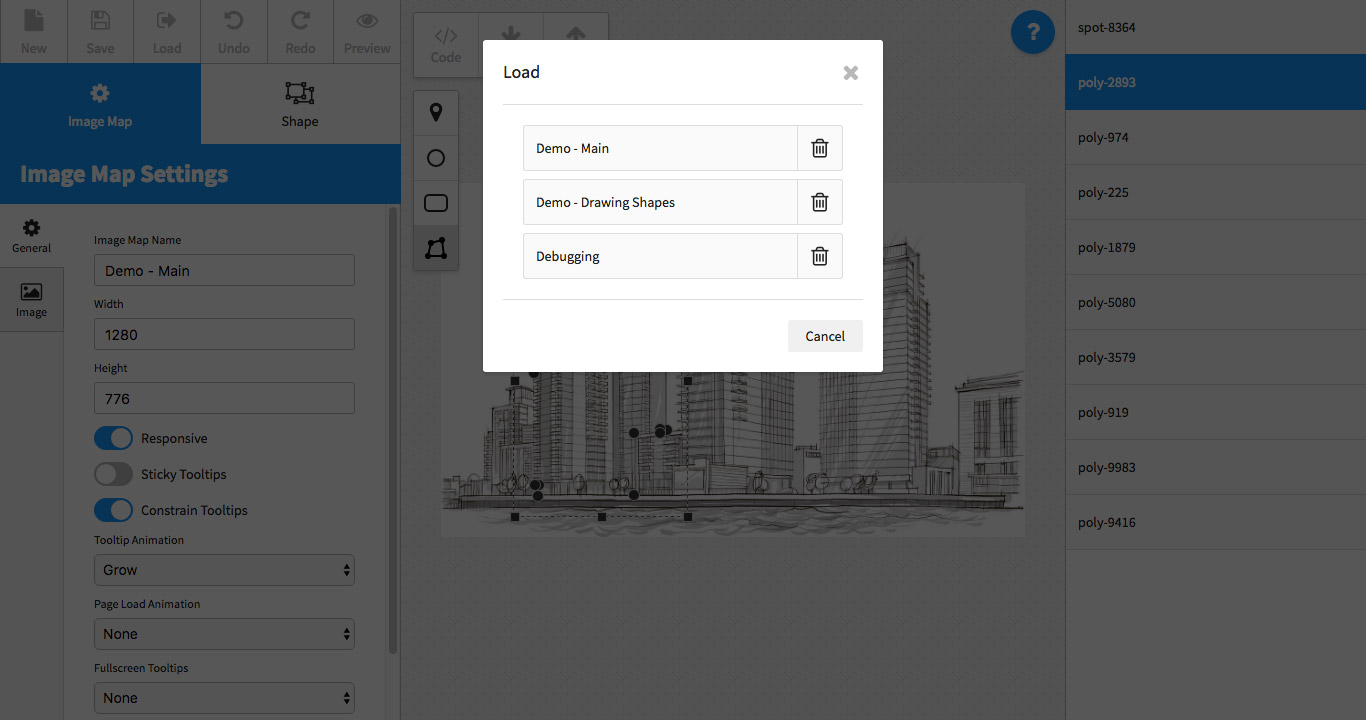 New
Save
Load
Undo
Redo
Preview
Image Map
Shape
Image Map Settings
General
Image
Image Map Name
Demo - Main
Width
1280
Height
776
Responsive
Sticky Tooltips
Constrain Tooltips
Tooltip Animation
Grow
Page Load Animation
None
Fullscreen Tooltips
None
</> Code
Load
Demo - Main
Demo - Drawing Shapes
Debugging
Cancel
?
spot-8364
poly-2893
poly-974
poly-225
poly-1879
poly-5080
poly-3579
poly-919
poly-9983
poly-9416